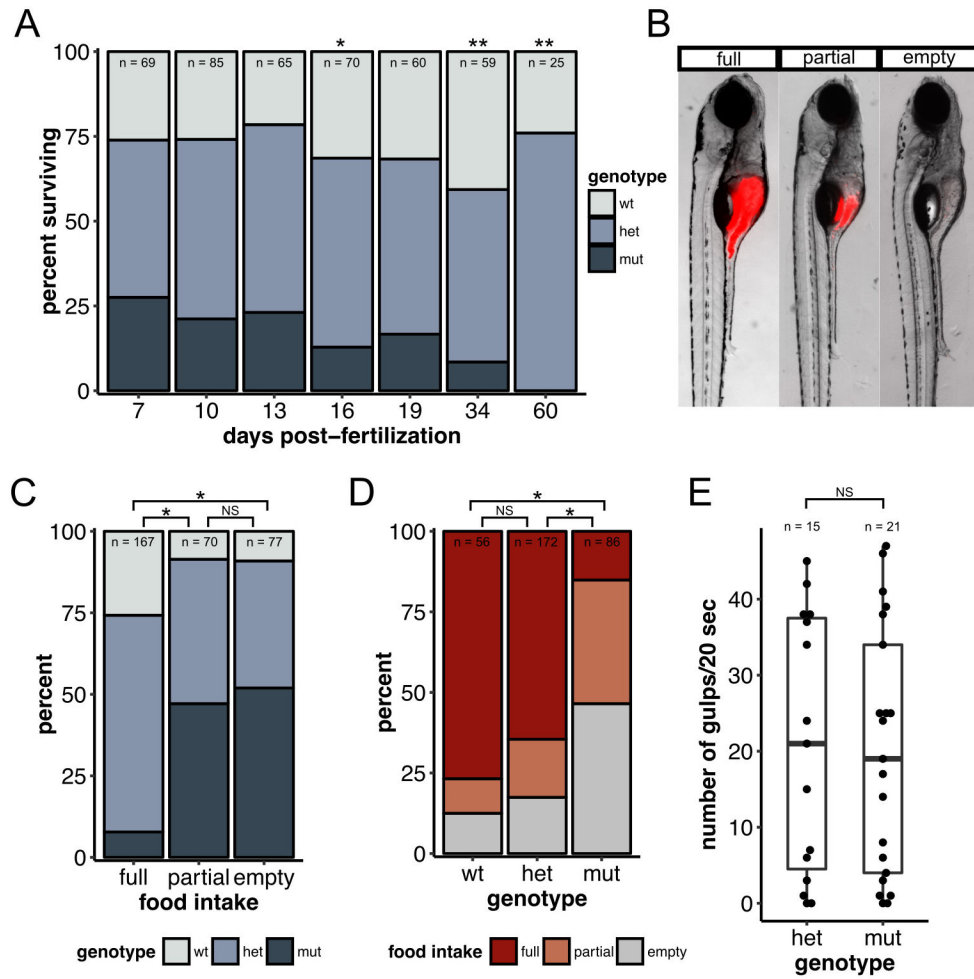 A
percent surviving
100
75
50
25
0
* ** **
n = 69 n = 85 n = 65 n = 70 n = 60 n = 59 n = 25
7 10 13 16 19 34 60
days post−fertilization
genotype
wt
het
mut
B
full partial empty
C
percent
100
75
50
25
0
*
* NS
n = 167 n = 70 n = 77
full partial empty
food intake
genotype wt het mut
D
percent
100
75
50
25
0
*
NS *
n = 56 n = 172 n = 86
wt het mut
genotype
food intake full partial empty
E
number of gulps/20 sec
NS
n = 15 n = 21
40
30
20
10
0
het mut
genotype